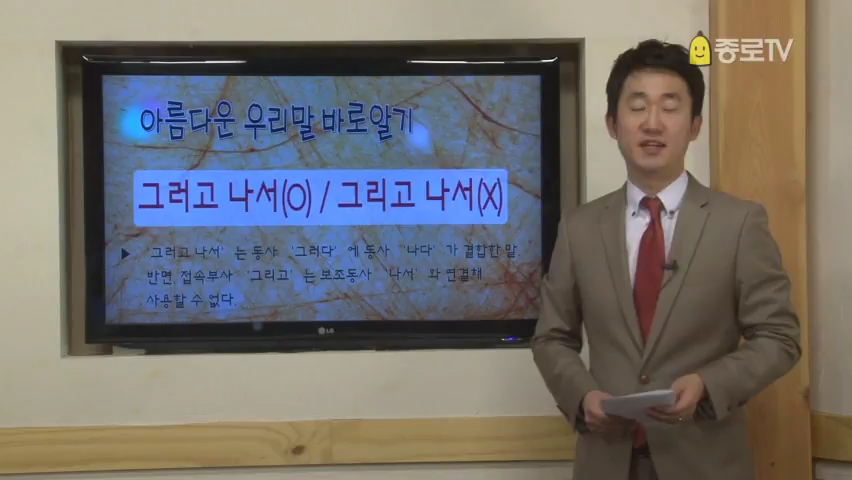 종로TV
아름다운 우리말 바로알기
그러고 나서(O) / 그리고 나서(X)
▶ '그러고 나서' 는 동사 '그러다' 에 동사 '나다' 가 결합한 말.
반면, 접속부사 '그리고' 는 보조동사 '나서' 와 연결해
사용할 수 없다.
LG